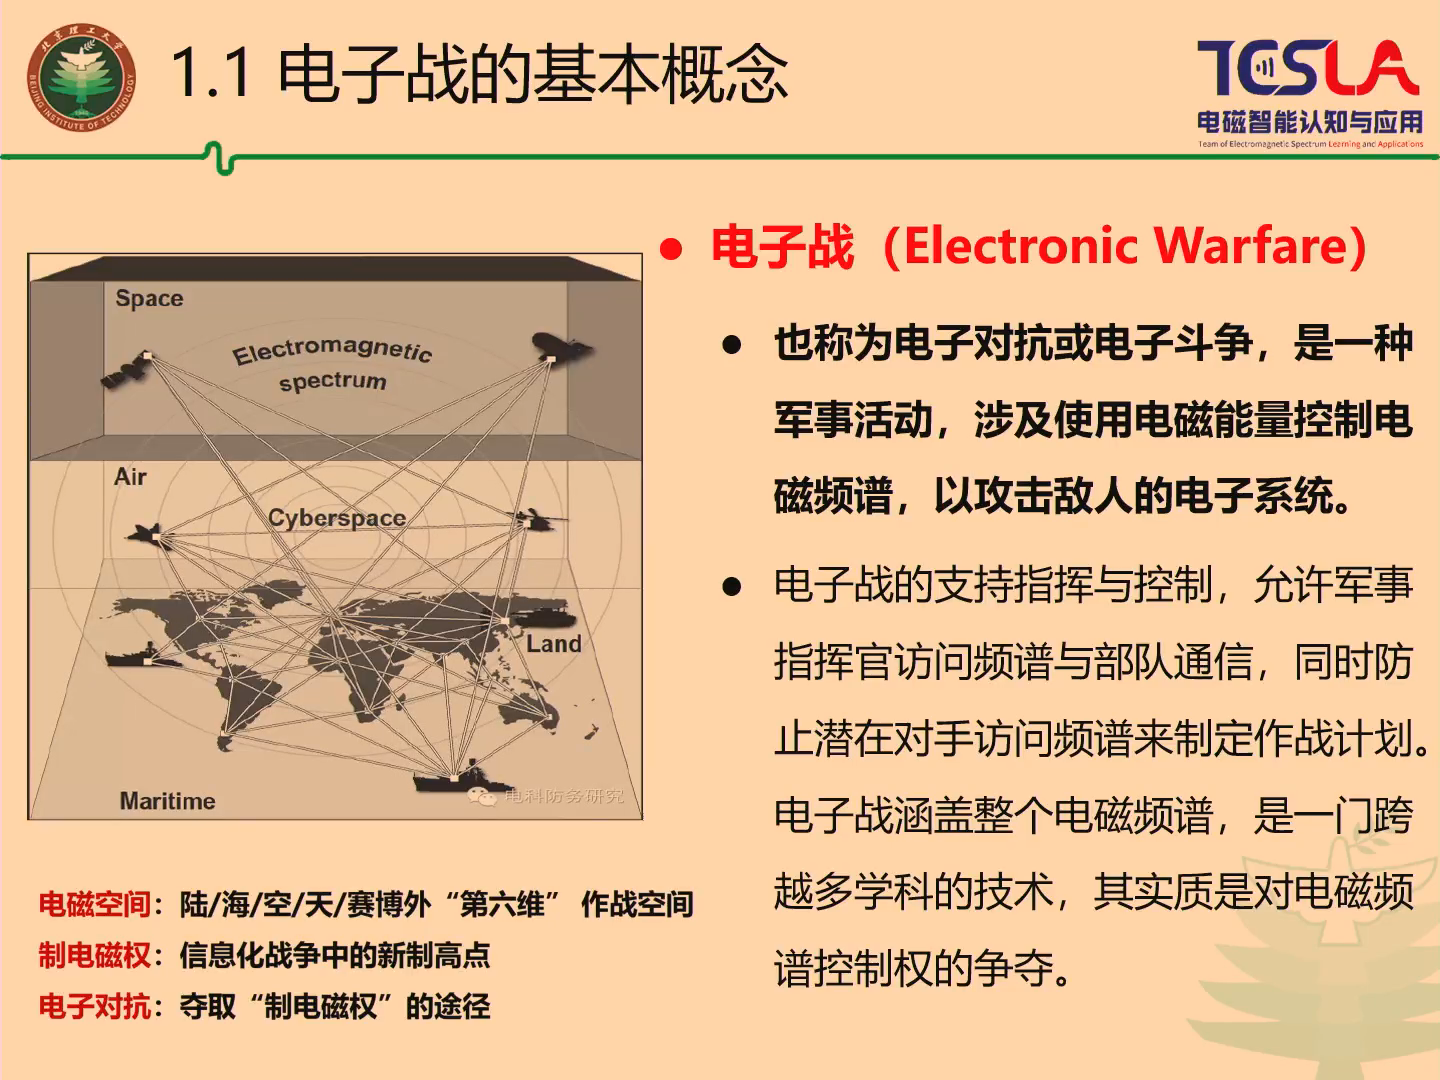 北京理工大学
BEIJING INSTITUTE OF TECHNOLOGY
1.1 电子战的基本概念
TCSLA
电磁智能认知与应用
Team of Electromagnetic Spectrum Learning and Applications
Space
Electromagnetic
spectrum
Air
Cyberspace
Land
Maritime
电科防务研究
电磁空间：陆/海/空/天/赛博外“第六维” 作战空间
制电磁权：信息化战争中的新制高点
电子对抗：夺取“制电磁权”的途径
● 电子战（Electronic Warfare）
● 也称为电子对抗或电子斗争，是一种
军事活动，涉及使用电磁能量控制电
磁频谱，以攻击敌人的电子系统。
● 电子战的支持指挥与控制，允许军事
指挥官访问频谱与部队通信，同时防
止潜在对手访问频谱来制定作战计划。
电子战涵盖整个电磁频谱，是一门跨
越多学科的技术，其实质是对电磁频
谱控制权的争夺。